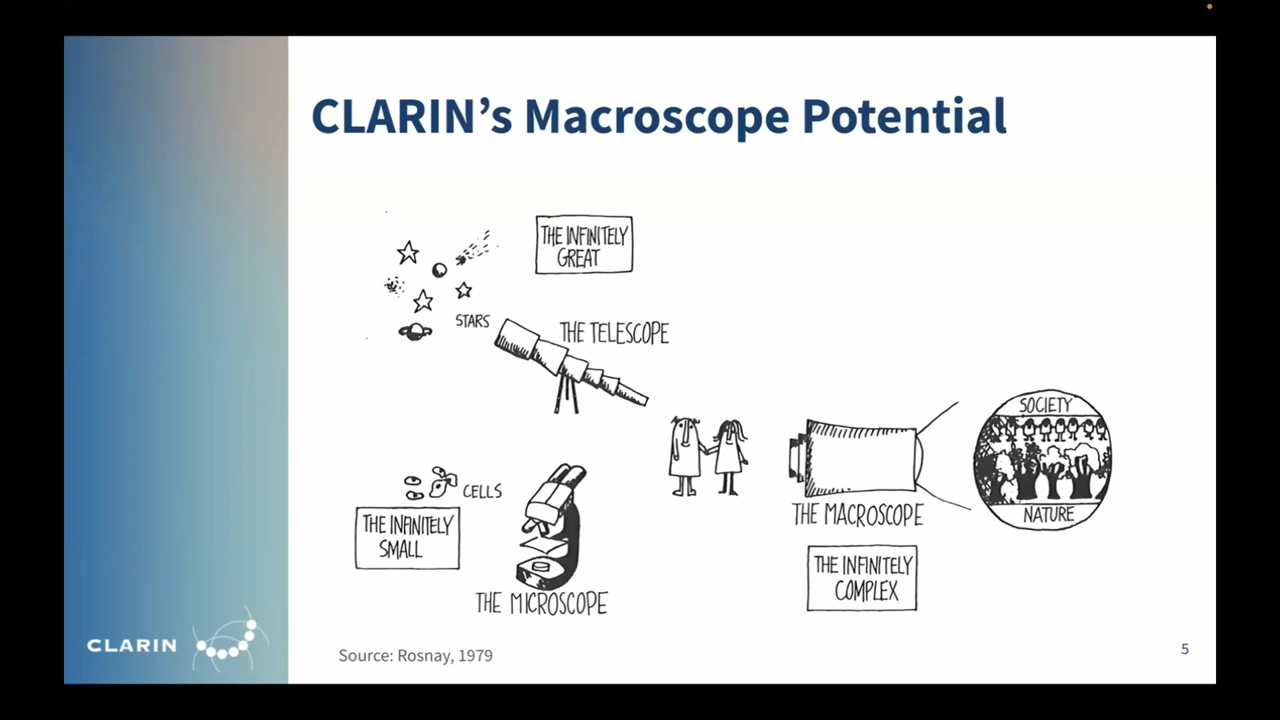 CLARIN's Macroscope Potential
THE INFINITELY
GREAT
STARS
THE TELESCOPE
SOCIETY
CELLS
THE INFINITELY
SMALL
THE MICROSCOPE
THE MACROSCOPE
NATURE
THE INFINITELY
COMPLEX
CLARIN
Source: Rosnay, 1979
5